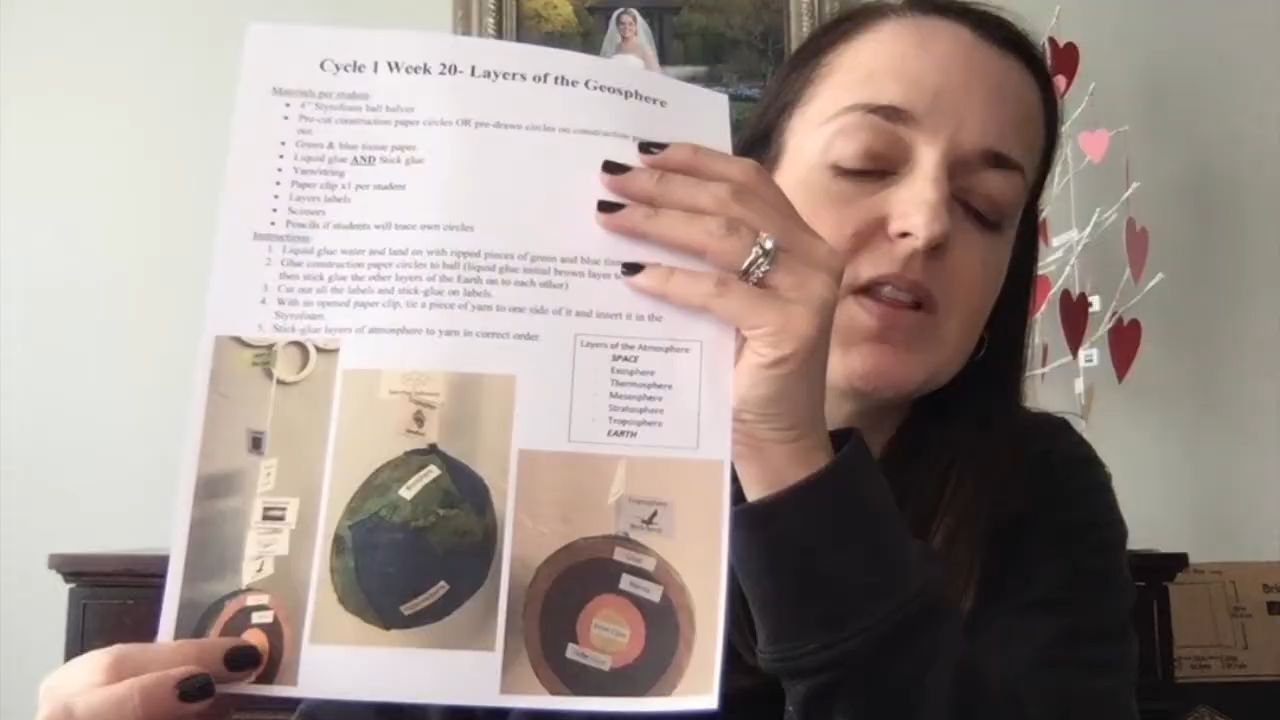 Cycle 1 Week 20- Layers of the Geosphere
Materials per student:
4" Styrofoam ball halves
Pre-cut construction paper circles OR pre-drawn circles on construction
out.
Green & blue tissue paper
Liquid glue AND Stick glue
Yarn/string
Paper clip x1 per student
Layers labels
Scissors
Pencils if students will trace own circles
Instructions:
1. Liquid glue water and land on with ripped pieces of green and blue
2. Glue construction paper circles to ball (liquid glue initial brown layer
then stick glue the other layers of the Earth on to each other)
3. Cut out all the labels and stick-glue on labels.
4. With an opened paper clip, tie a piece of yarn to one side of it and insert it in the
Styrofoam.
5. Stick-glue layers of atmosphere to yarn in correct order.
Layers of the Atmosphere:
SPACE
Exosphere
Thermosphere
Mesosphere
Stratosphere
Troposphere
EARTH
Troposphere
Mantle
Inner Core